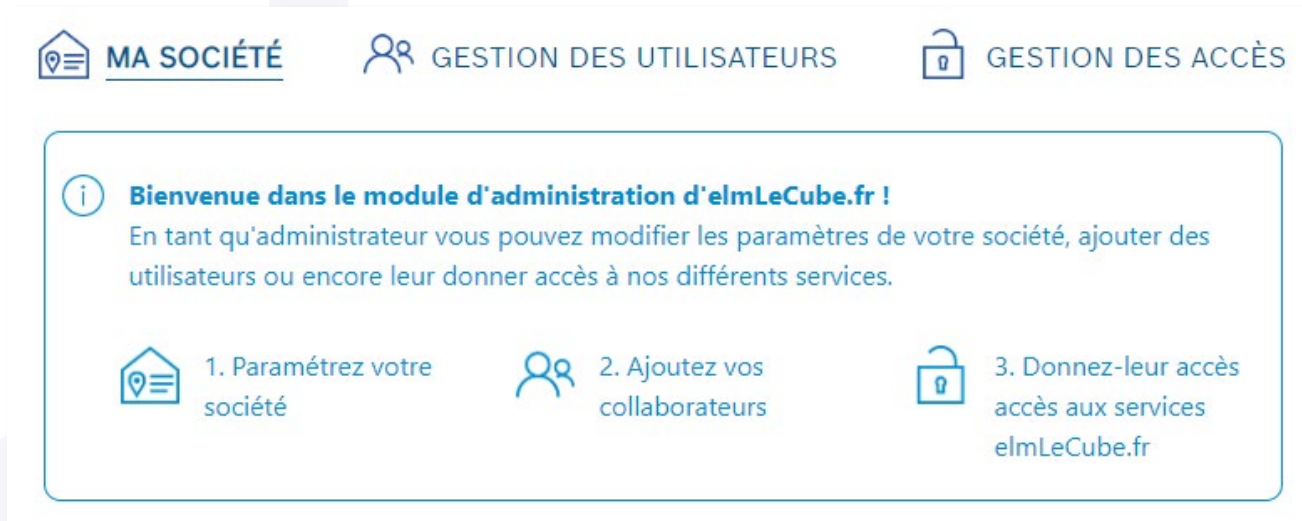 MA SOCIÉTÉ
GESTION DES UTILISATEURS
GESTION DES ACCÈS
Bienvenue dans le module d'administration d'elmLeCube.fr !
En tant qu'administrateur vous pouvez modifier les paramètres de votre société, ajouter des
utilisateurs ou encore leur donner accès à nos différents services.
1. Paramétrez votre
société
2. Ajoutez vos
collaborateurs
3. Donnez-leur accès
accès aux services
elmLeCube.fr